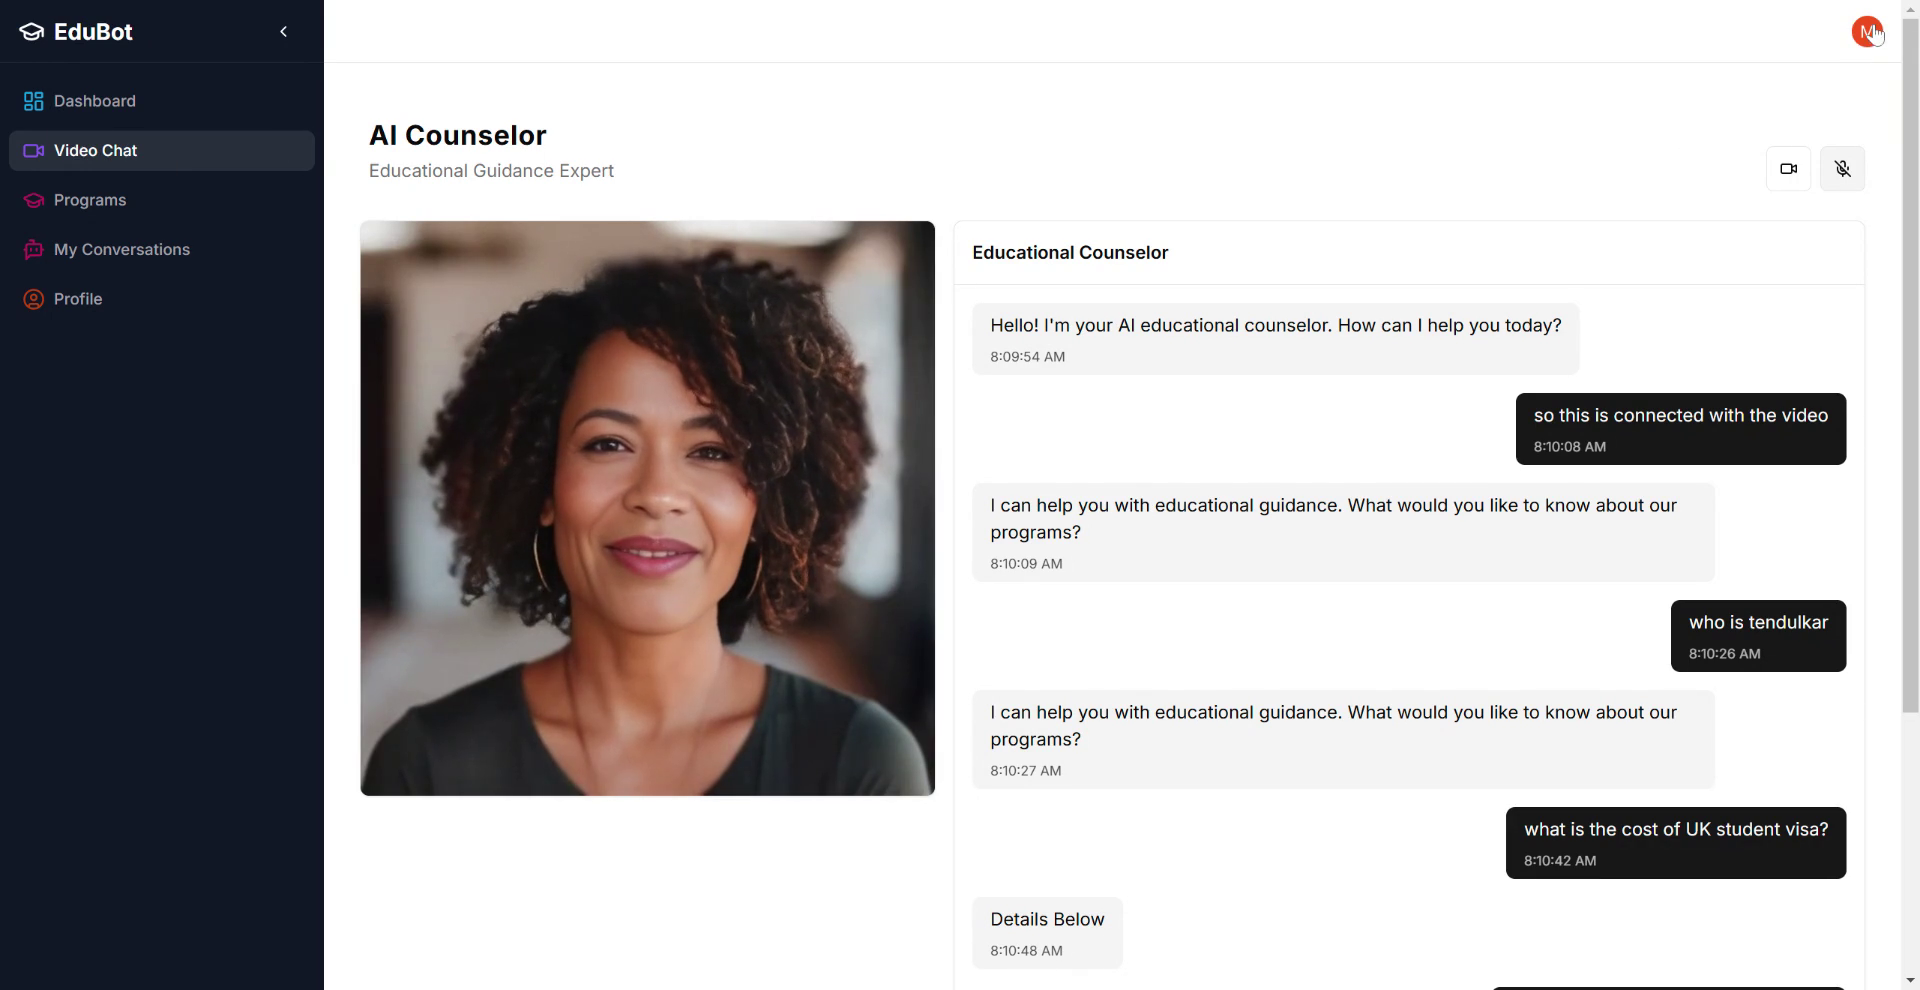 EduBot
Dashboard
Video Chat
Programs
My Conversations
Profile
M
AI Counselor
Educational Guidance Expert
Educational Counselor
Hello! I'm your AI educational counselor. How can I help you today?
8:09:54 AM
so this is connected with the video
8:10:08 AM
I can help you with educational guidance. What would you like to know about our
programs?
8:10:09 AM
who is tendulkar
8:10:26 AM
I can help you with educational guidance. What would you like to know about our
programs?
8:10:27 AM
what is the cost of UK student visa?
8:10:42 AM
Details Below
8:10:48 AM